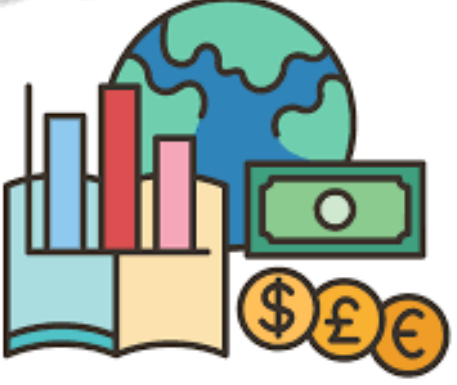 $ £ €